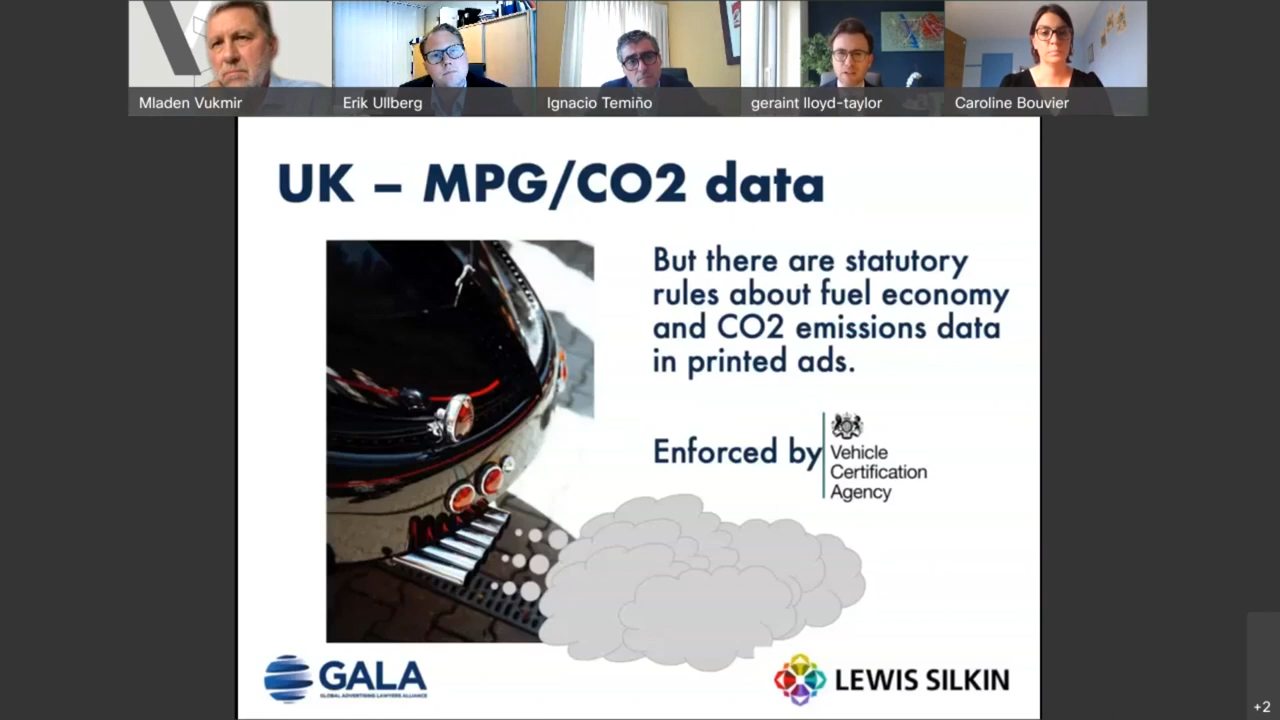 Mladen Vukmir
Erik Ullberg
Ignacio Temiño
geraint lloyd-taylor
Caroline Bouvier
UK – MPG/CO2 data
But there are statutory
rules about fuel economy
and CO2 emissions data
in printed ads.
Enforced by
Vehicle
Certification
Agency
GALA
GLOBAL ADVERTISING LAWYERS ALLIANCE
LEWIS SILKIN
+2